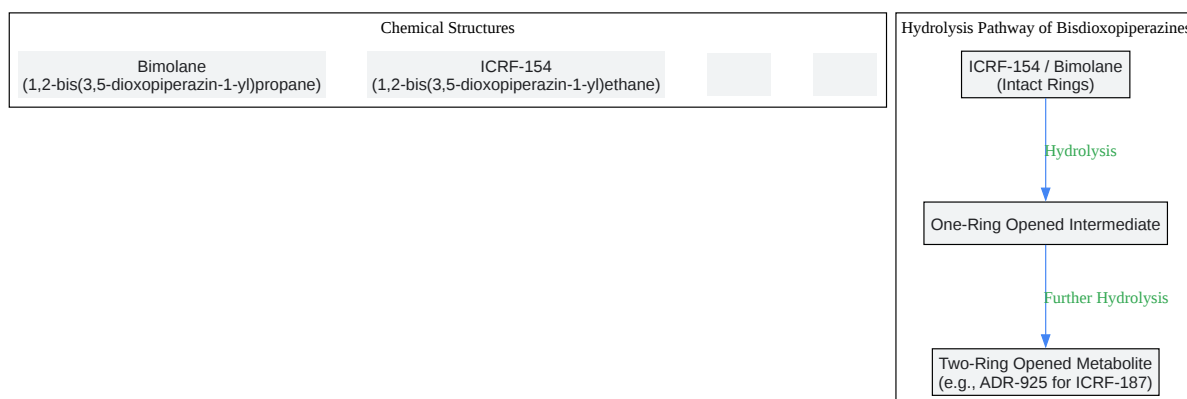 Chemical Structures
Bimolane
(1,2-bis(3,5-dioxopiperazin-1-yl)propane)
ICRF-154
(1,2-bis(3,5-dioxopiperazin-1-yl)ethane)
Hydrolysis Pathway of Bisdioxopiperazines
ICRF-154 / Bimolane
(Intact Rings)
Hydrolysis
One-Ring Opened Intermediate
Further Hydrolysis
Two-Ring Opened Metabolite
(e.g., ADR-925 for ICRF-187)